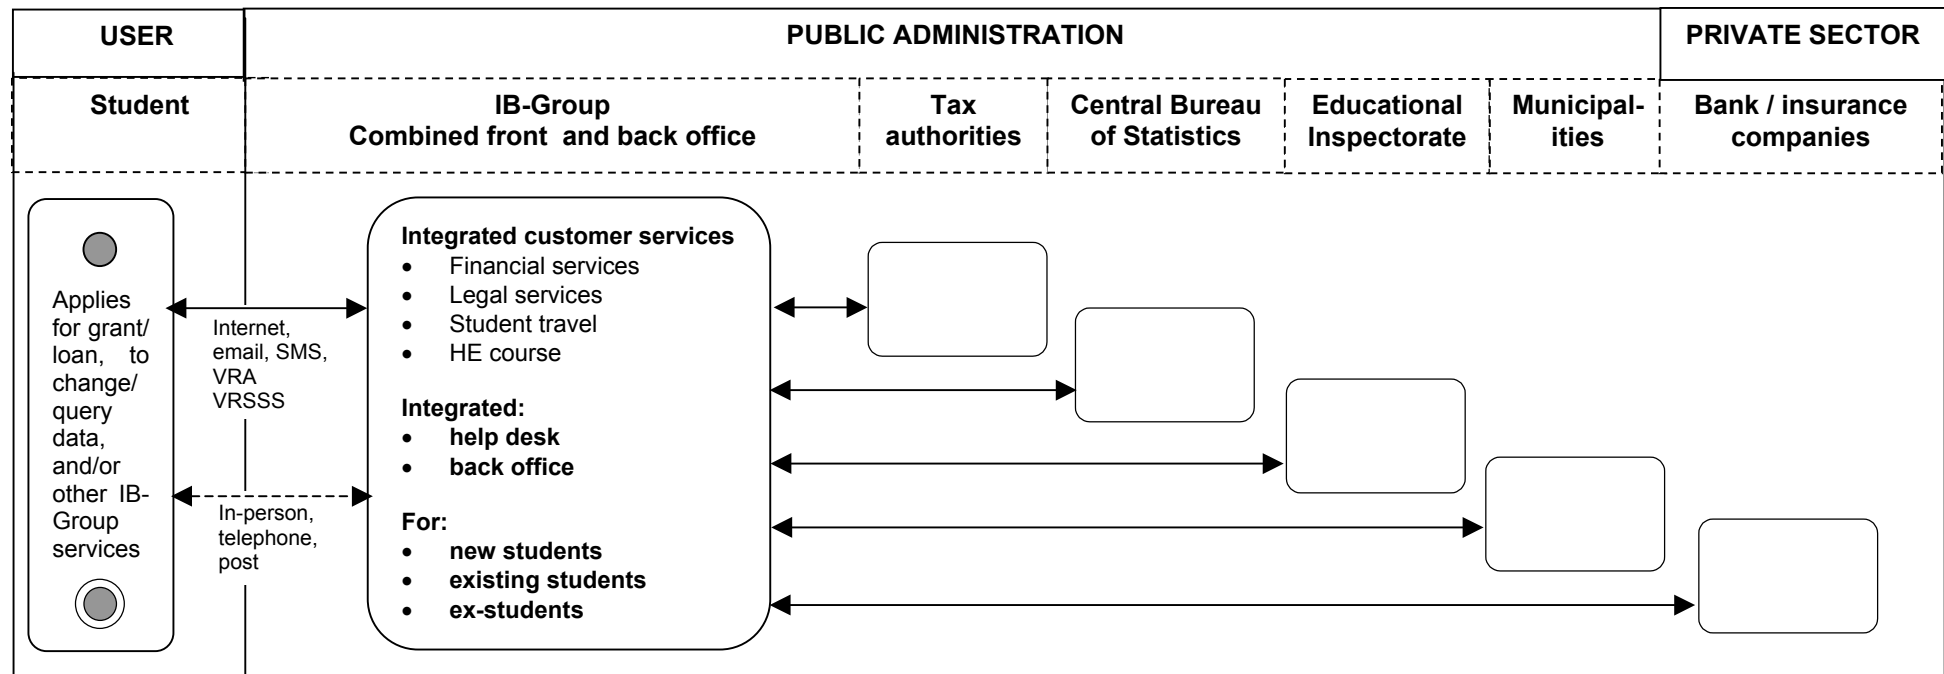 USER
PUBLIC ADMINISTRATION
PRIVATE SECTOR
Student
IB-Group
Combined front and back office
Tax
authorities
Central Bureau
of Statistics
Educational
Inspectorate
Municipal-
ities
Bank / insurance
companies
Applies
for grant/
loan, to
change/
query
data,
and/or
other IB-
Group
services
Internet,
email, SMS,
VRA
VRSSS
In-person,
telephone,
post
Integrated customer services
• Financial services
• Legal services
• Student travel
• HE course
Integrated:
• help desk
• back office
For:
• new students
• existing students
• ex-students